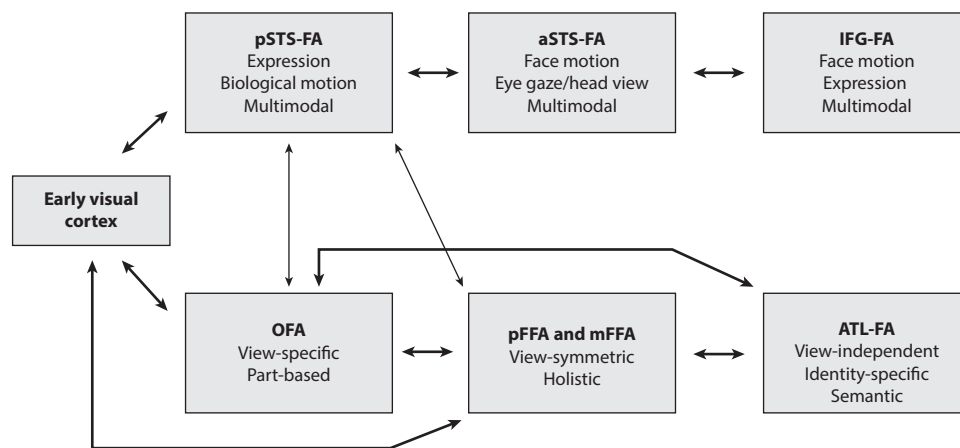 pSTS-FA
Expression
Biological motion
Multimodal
aSTS-FA
Face motion
Eye gaze/head view
Multimodal
IFG-FA
Face motion
Expression
Multimodal
Early visual
cortex
OFA
View-specific
Part-based
pFFA and mFFA
View-symmetric
Holistic
ATL-FA
View-independent
Identity-specific
Semantic